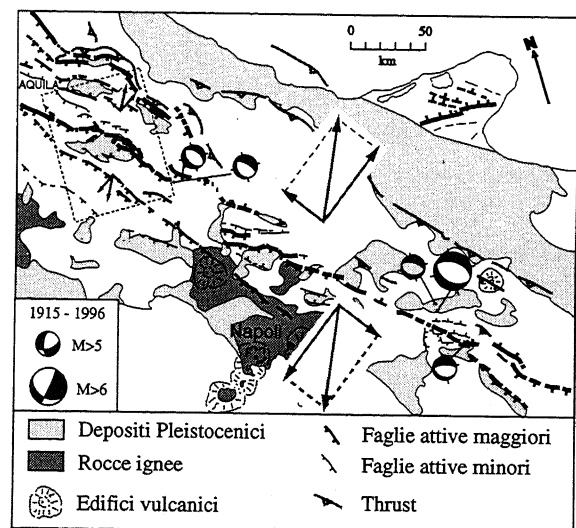 0 50
km
N
AQUILA
Napoli
1915 - 1996
M>5
M>6
Depositi Pleistocenici
Rocce ignee
Edifici vulcanici
Faglie attive maggiori
Faglie attive minori
Thrust